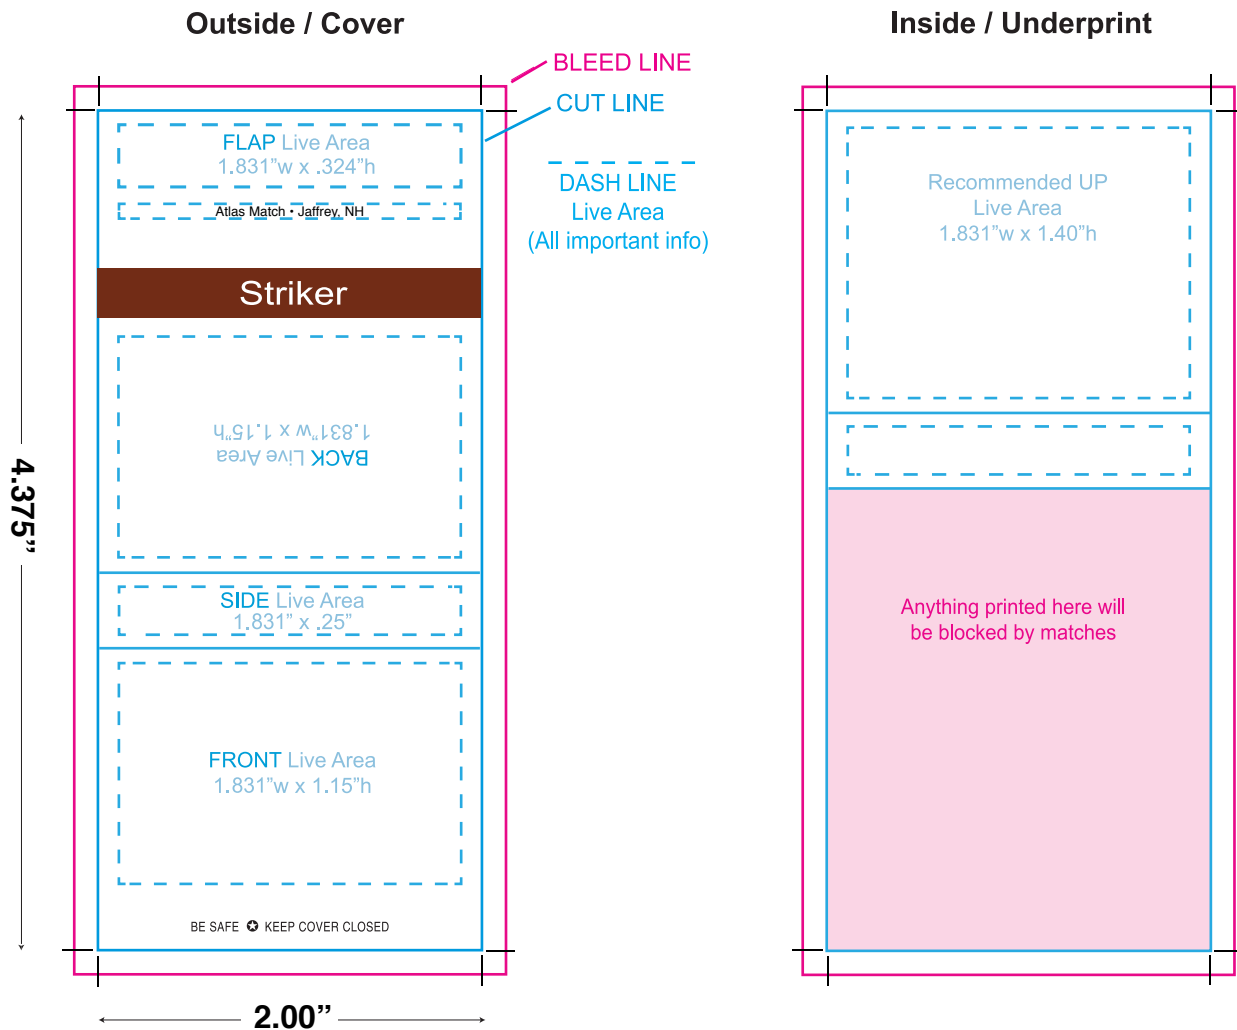 Outside / Cover
BLEED LINE
CUT LINE
DASH LINE
Live Area
(All important info)
FLAP Live Area
1.831”w x .324”h
Atlas Match • Jaffrey, NH
Striker
BACK Live Area
1.831”w x 1.15”h
SIDE Live Area
1.831” x .25”
FRONT Live Area
1.831”w x 1.15”h
BE SAFE ✪ KEEP COVER CLOSED
4.375”
2.00”
Inside / Underprint
Recommended UP
Live Area
1.831”w x 1.40”h
Anything printed here will
be blocked by matches